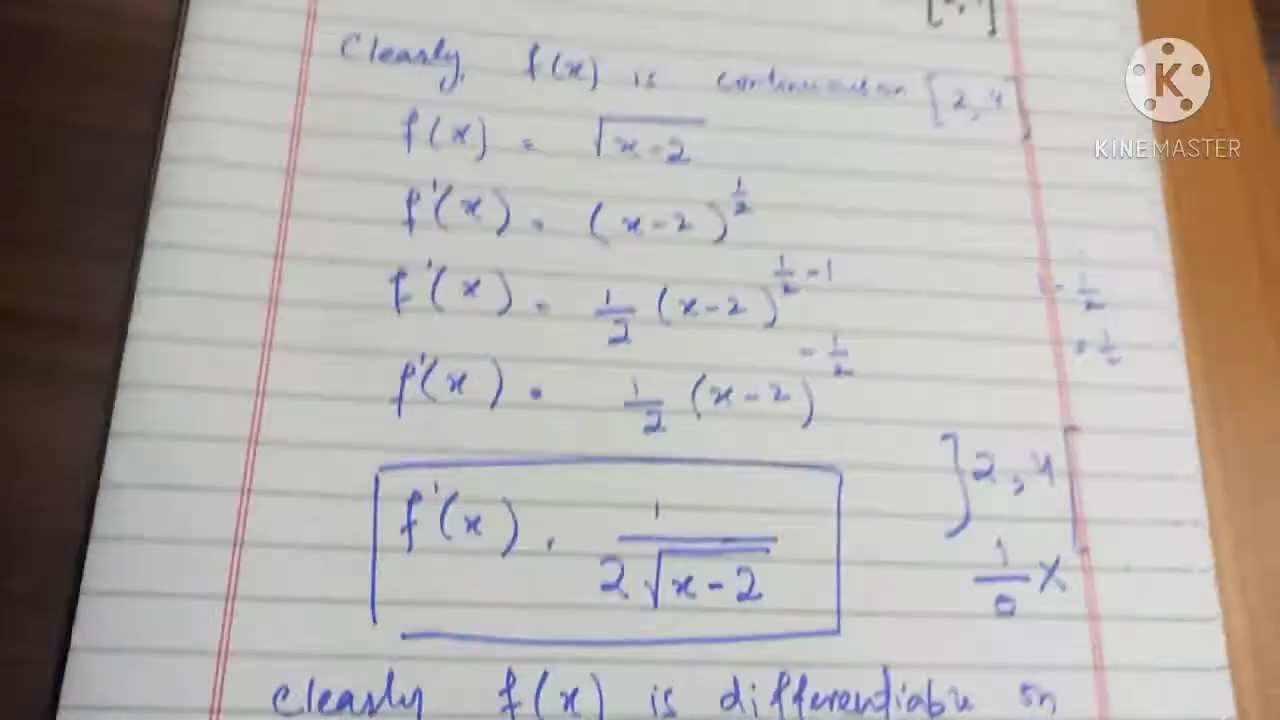 Clearly, f(x) is continuous on [2,4]
f(x) = √x-2
f'(x) = (x-2)^1/2
f'(x) = 1/2 (x-2)^1/2-1
f'(x) = 1/2 (x-2)^-1/2
f'(x) = 1/2√x-2
]2,4[
1/0 ×
Clearly f(x) is differentiable on
K
KINEMASTER